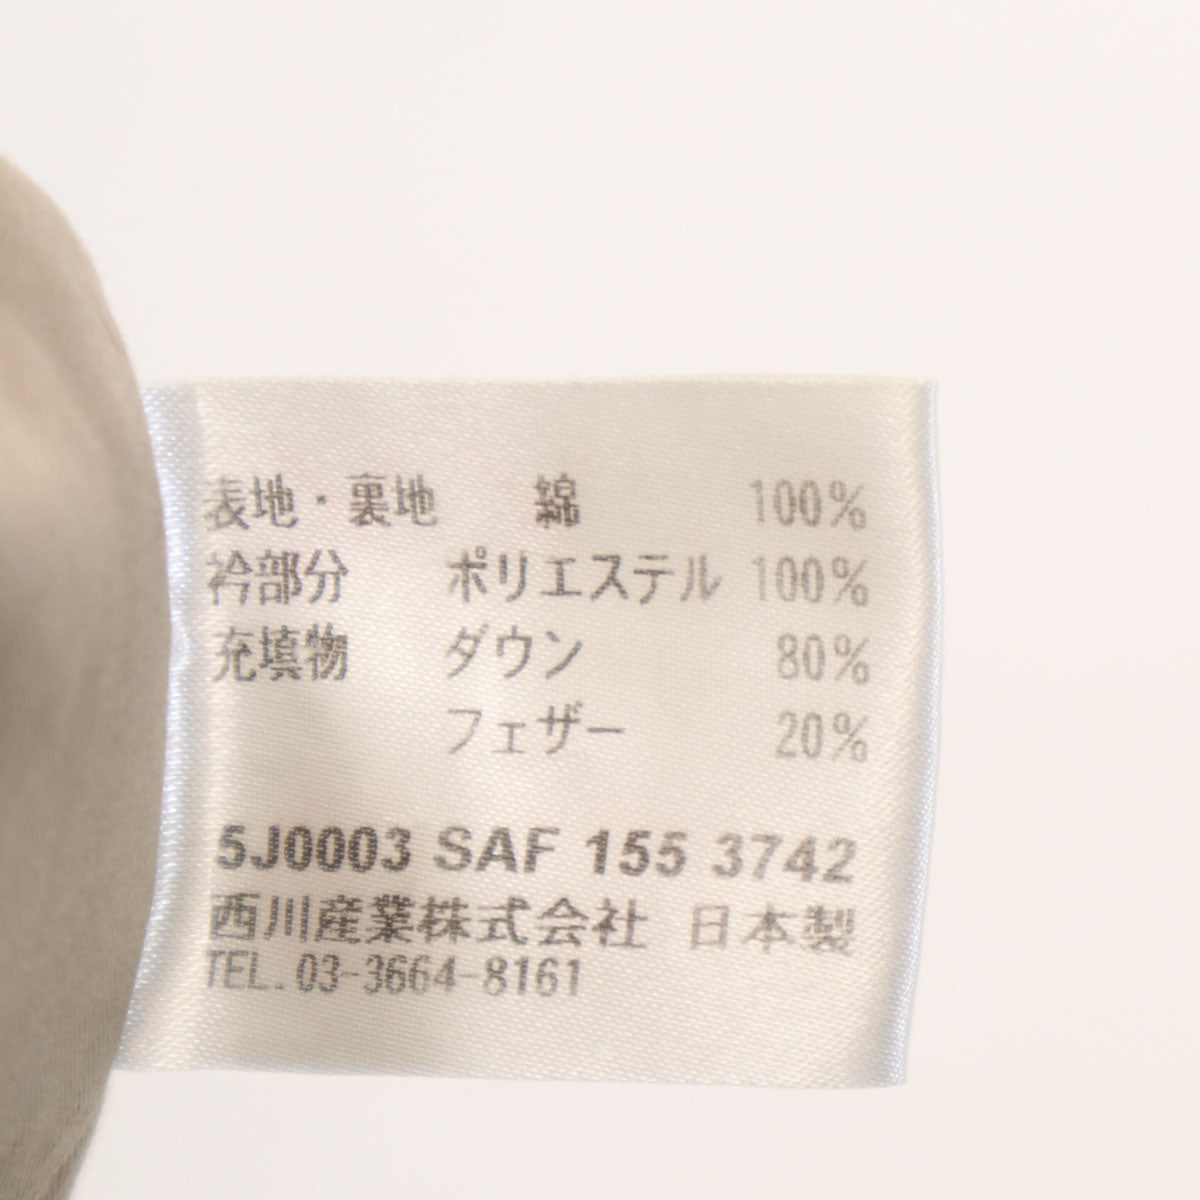 表地・裏地 綿 100%
衿部分 ポリエステル 100%
充填物 ダウン 80%
フェザー 20%
5J0003 SAF 155 3742
西川産業株式会社 日本製
TEL.03-3664-8161